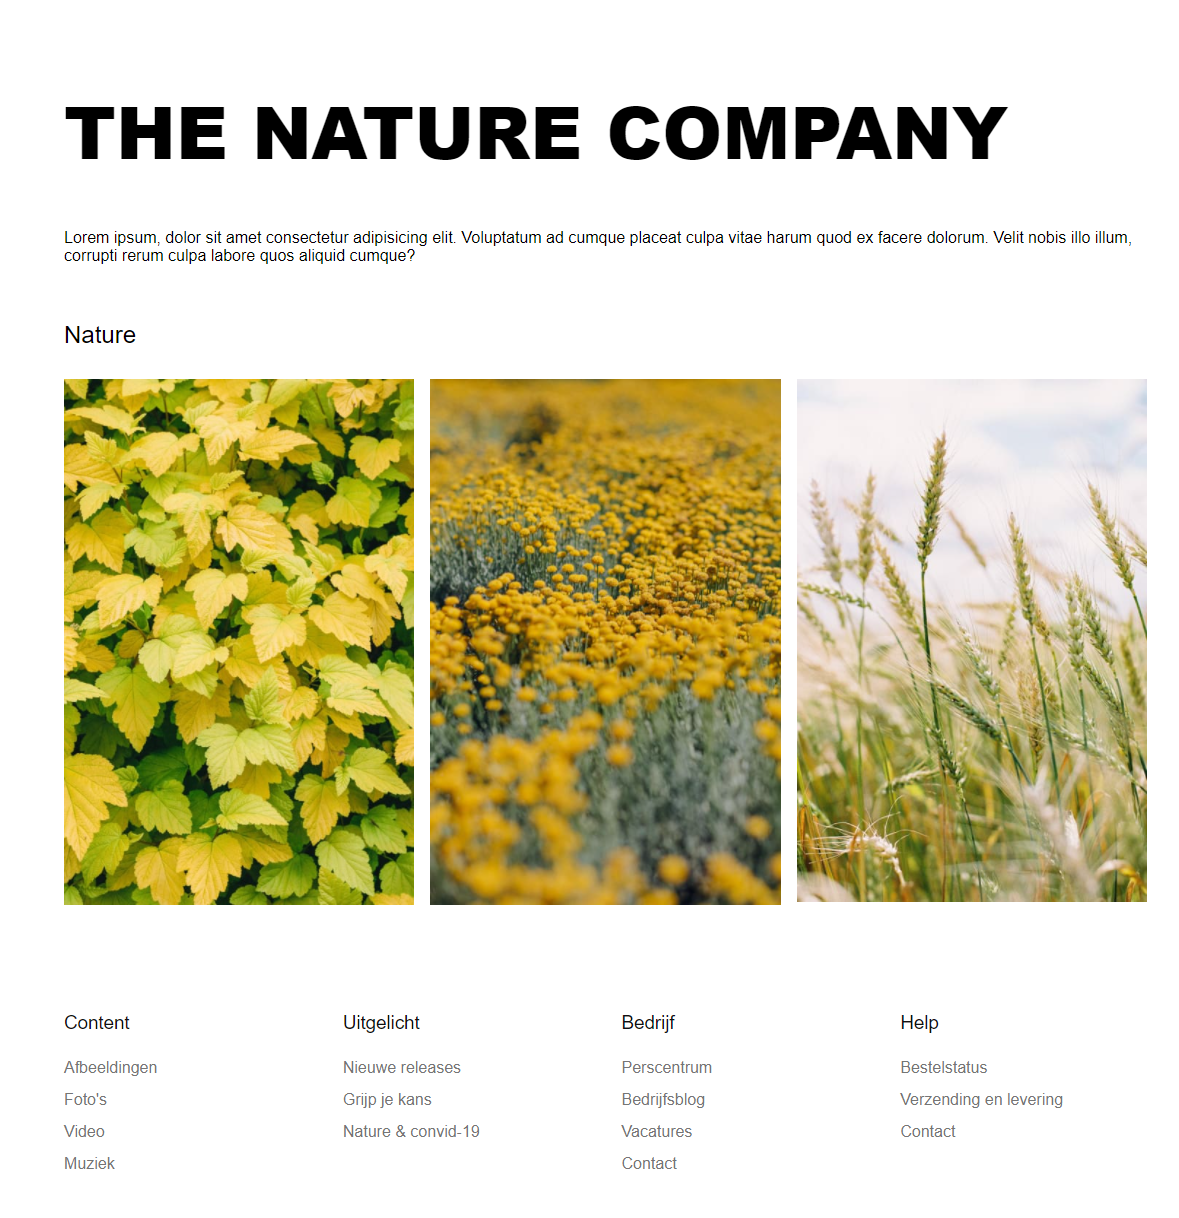 THE NATURE COMPANY
Lorem ipsum, dolor sit amet consectetur adipisicing elit. Voluptatum ad cumque placeat culpa vitae harum quod ex facere dolorum. Velit nobis illo illum,
corrupti rerum culpa labore quos aliquid cumque?
Nature
Content
Afbeeldingen
Foto's
Video
Muziek
Uitgelicht
Nieuwe releases
Grijp je kans
Nature & convid-19
Bedrijf
Perscentrum
Bedrijfsblog
Vacatures
Contact
Help
Bestelstatus
Verzending en levering
Contact